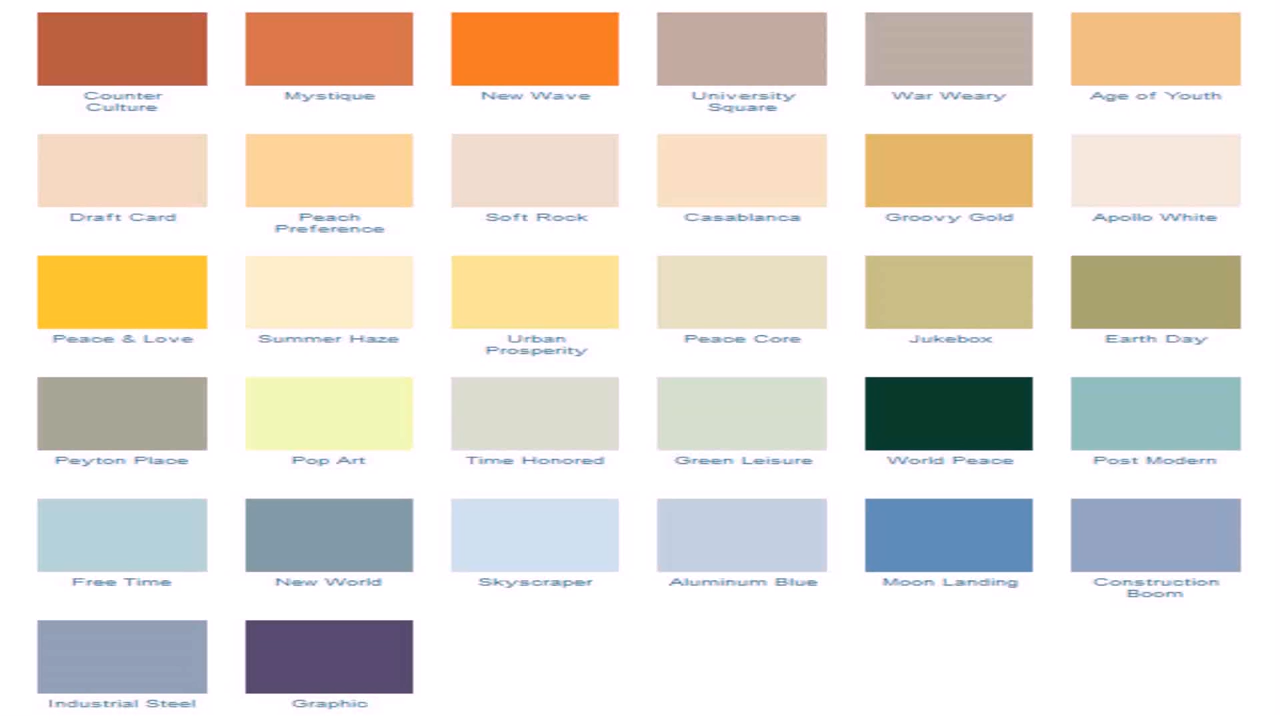 Counter
Culture
Mystique
New Wave
University
Square
War Weary
Age of Youth
Draft Card
Peach
Preference
Soft Rock
Casablanca
Groovy Gold
Apollo White
Peace & Love
Summer Haze
Urban
Prosperity
Peace Core
Jukebox
Earth Day
Peyton Place
Pop Art
Time Honored
Green Leisure
World Peace
Post Modern
Free Time
New World
Skyscraper
Aluminum Blue
Moon Landing
Construction
Boom
Industrial Steel
Graphic